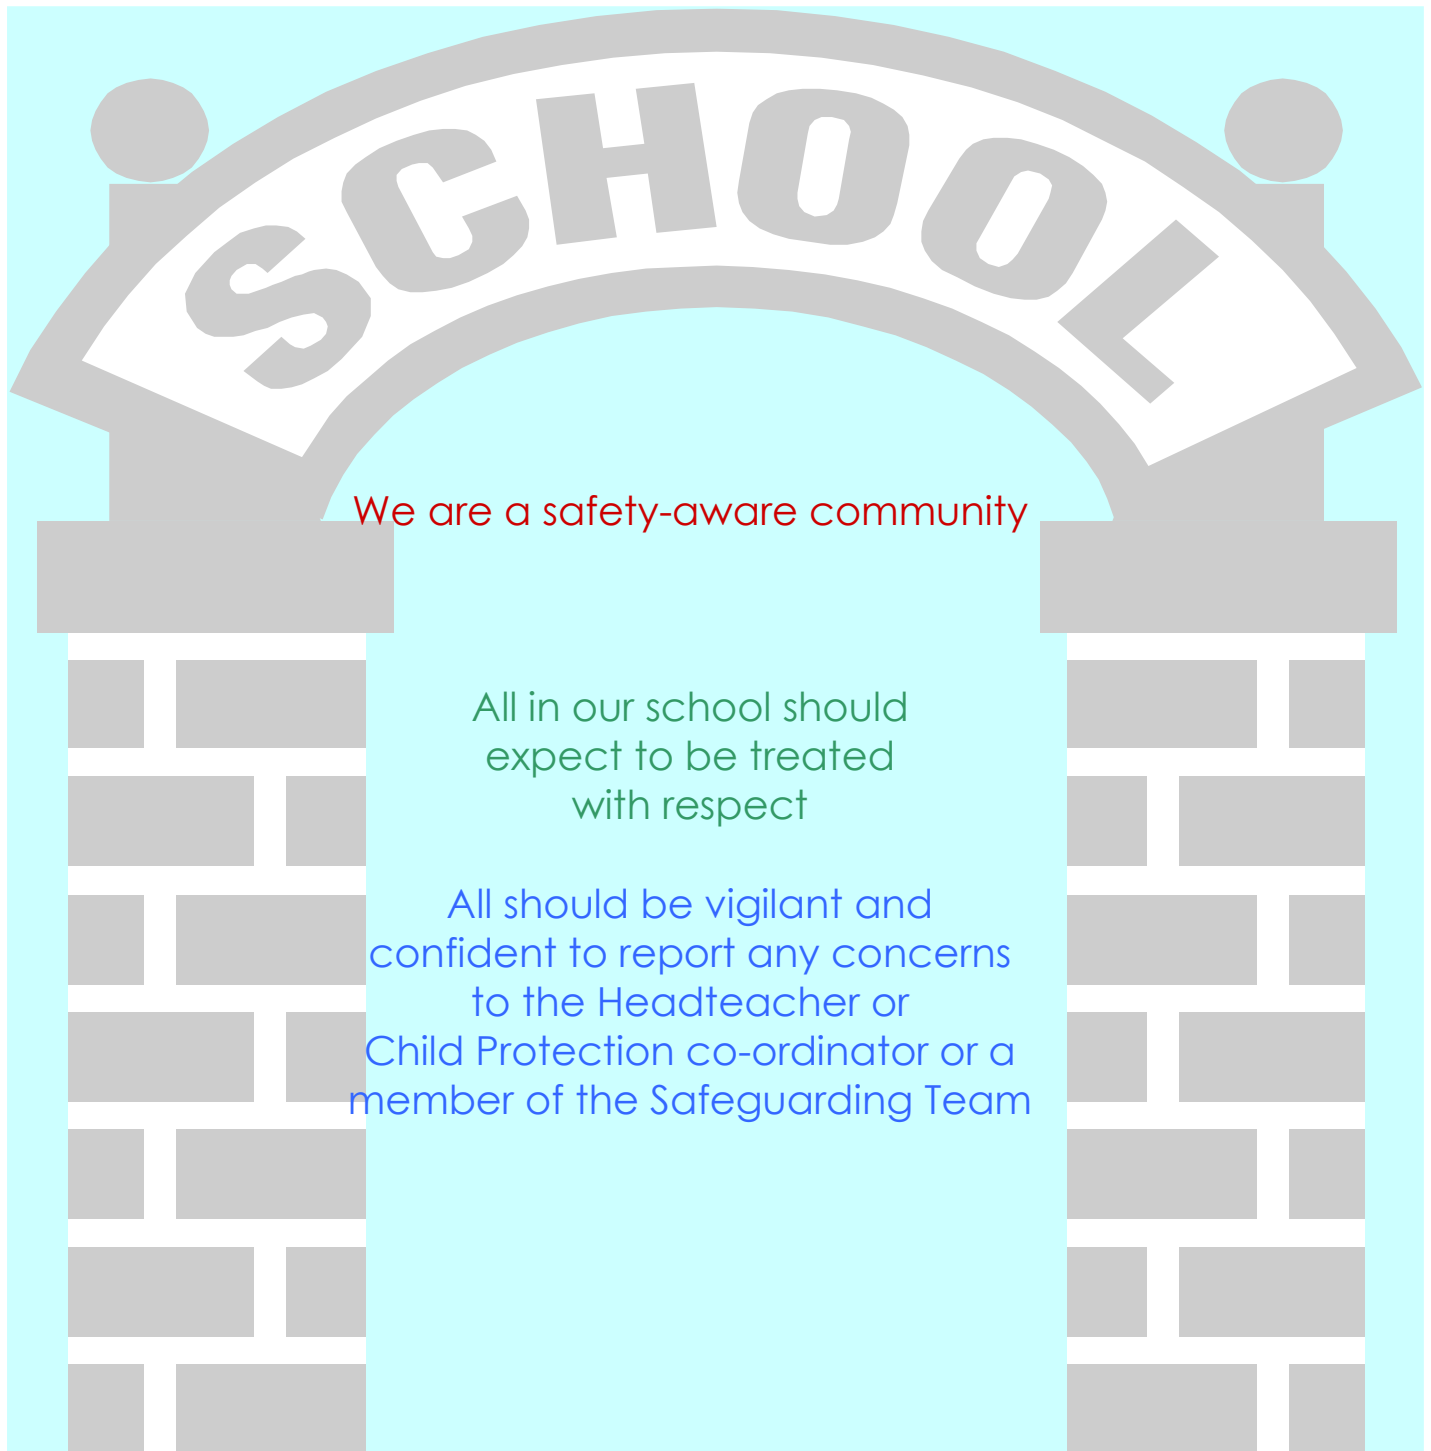 SCHOOL
We are a safety-aware community
All in our school should
expect to be treated
with respect
All should be vigilant and
confident to report any concerns
to the Headteacher or
Child Protection co-ordinator or a
member of the Safeguarding Team